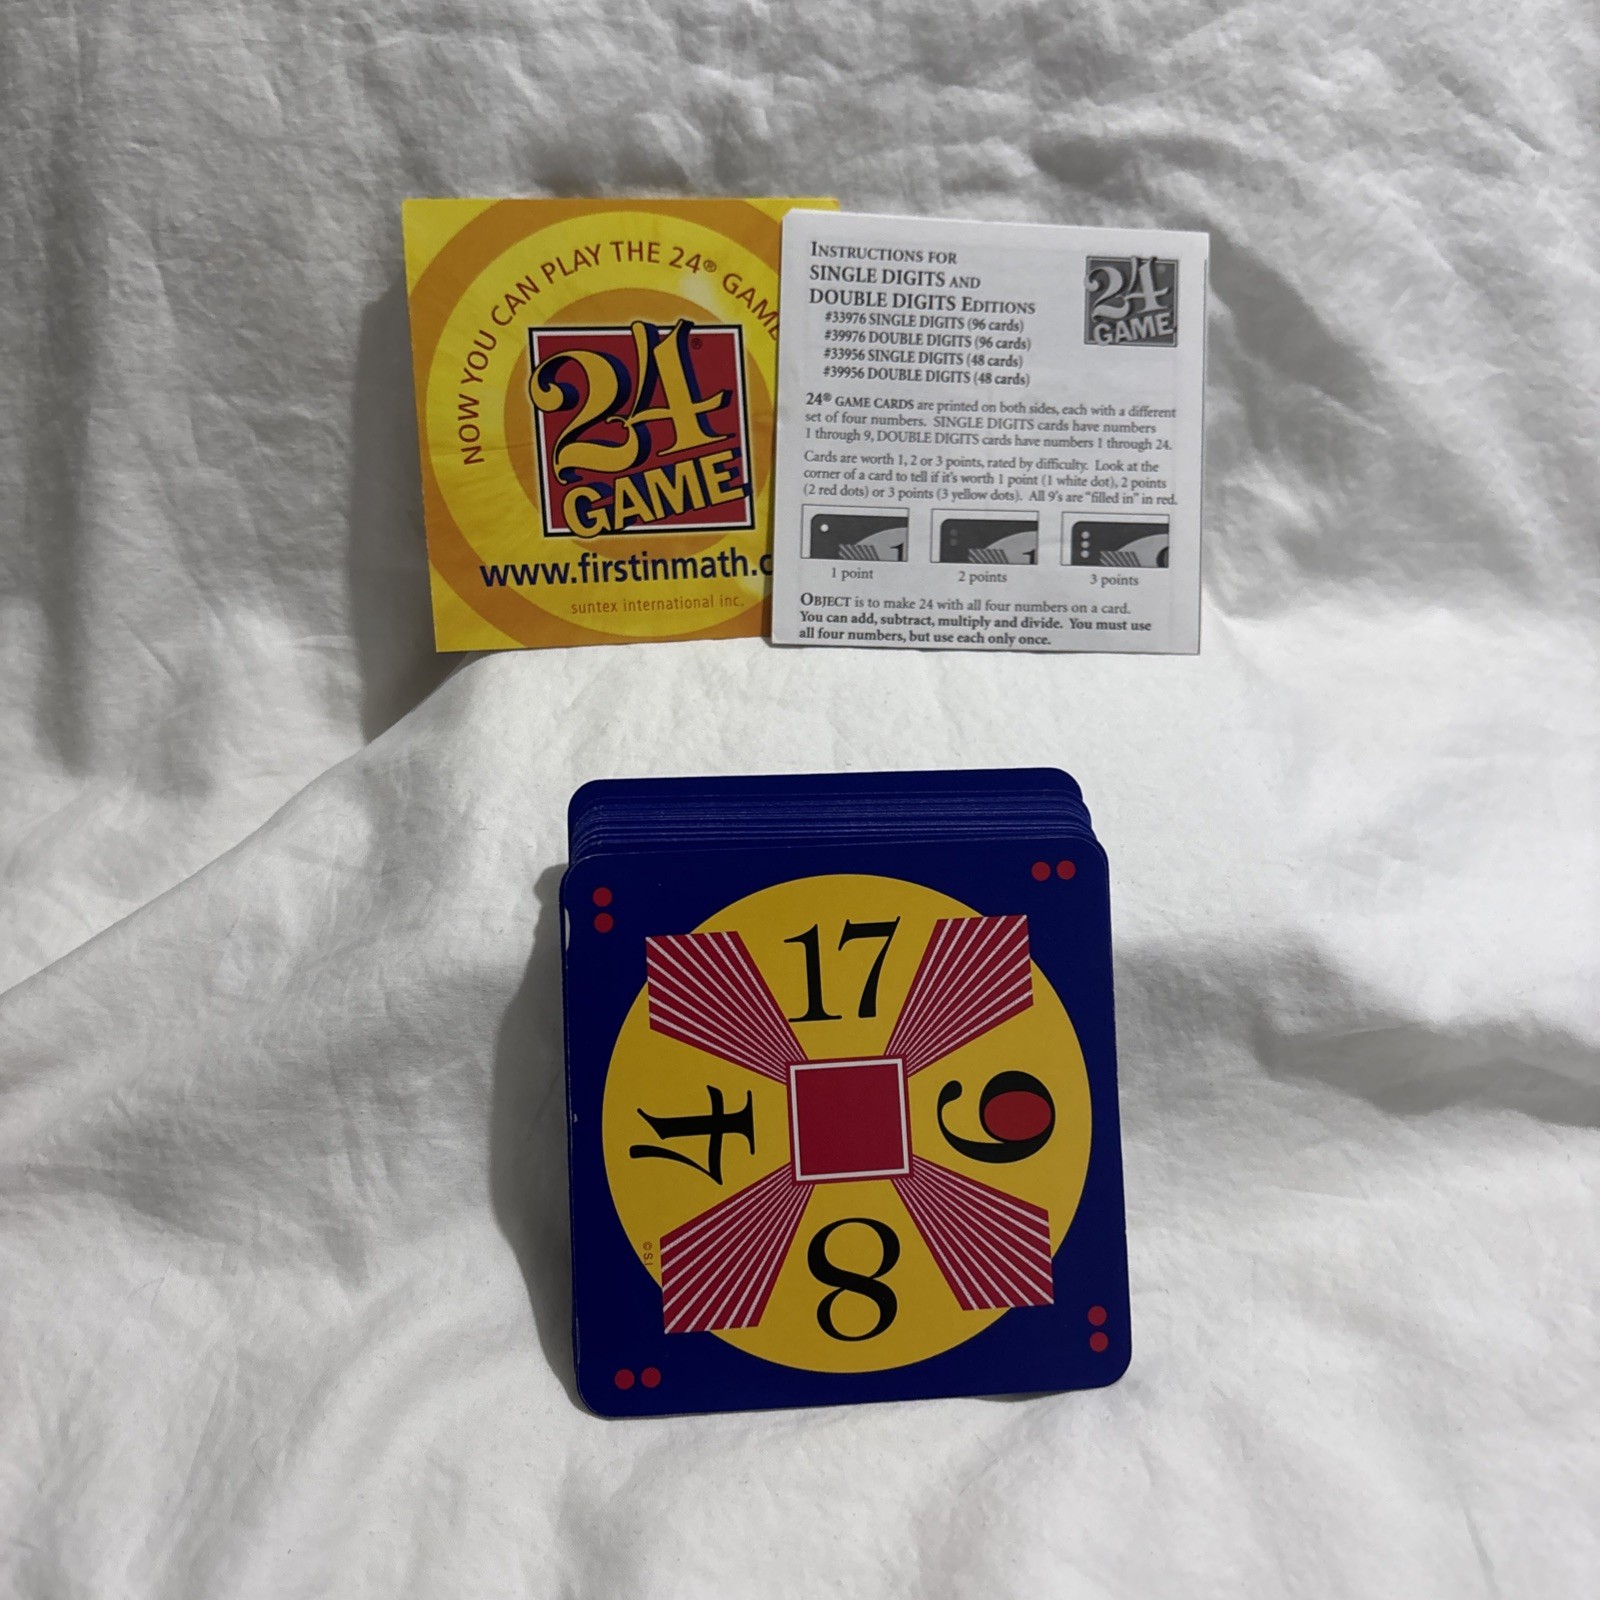 NOW YOU CAN PLAY THE 24® GAME
24®
GAME
www.firstinmath.c
suntex international inc.
INSTRUCTIONS FOR
SINGLE DIGITS AND
DOUBLE DIGITS EDITIONS
#33976 SINGLE DIGITS (96 cards)
#39976 DOUBLE DIGITS (96 cards)
#33956 SINGLE DIGITS (48 cards)
#39956 DOUBLE DIGITS (48 cards)
24
GAME
24® GAME CARDS are printed on both sides, each with a different
set of four numbers. SINGLE DIGITS cards have numbers
1 through 9, DOUBLE DIGITS cards have numbers 1 through 24.
Cards are worth 1, 2 or 3 points, rated by difficulty. Look at the
corner of a card to tell if it's worth 1 point (1 white dot), 2 points
(2 red dots) or 3 points (3 yellow dots). All 9's are "filled in" in red.
1 1
1 point 2 points 3 points
OBJECT is to make 24 with all four numbers on a card.
You can add, subtract, multiply and divide. You must use
all four numbers, but use each only once.
17
4 9
8
© S.I.